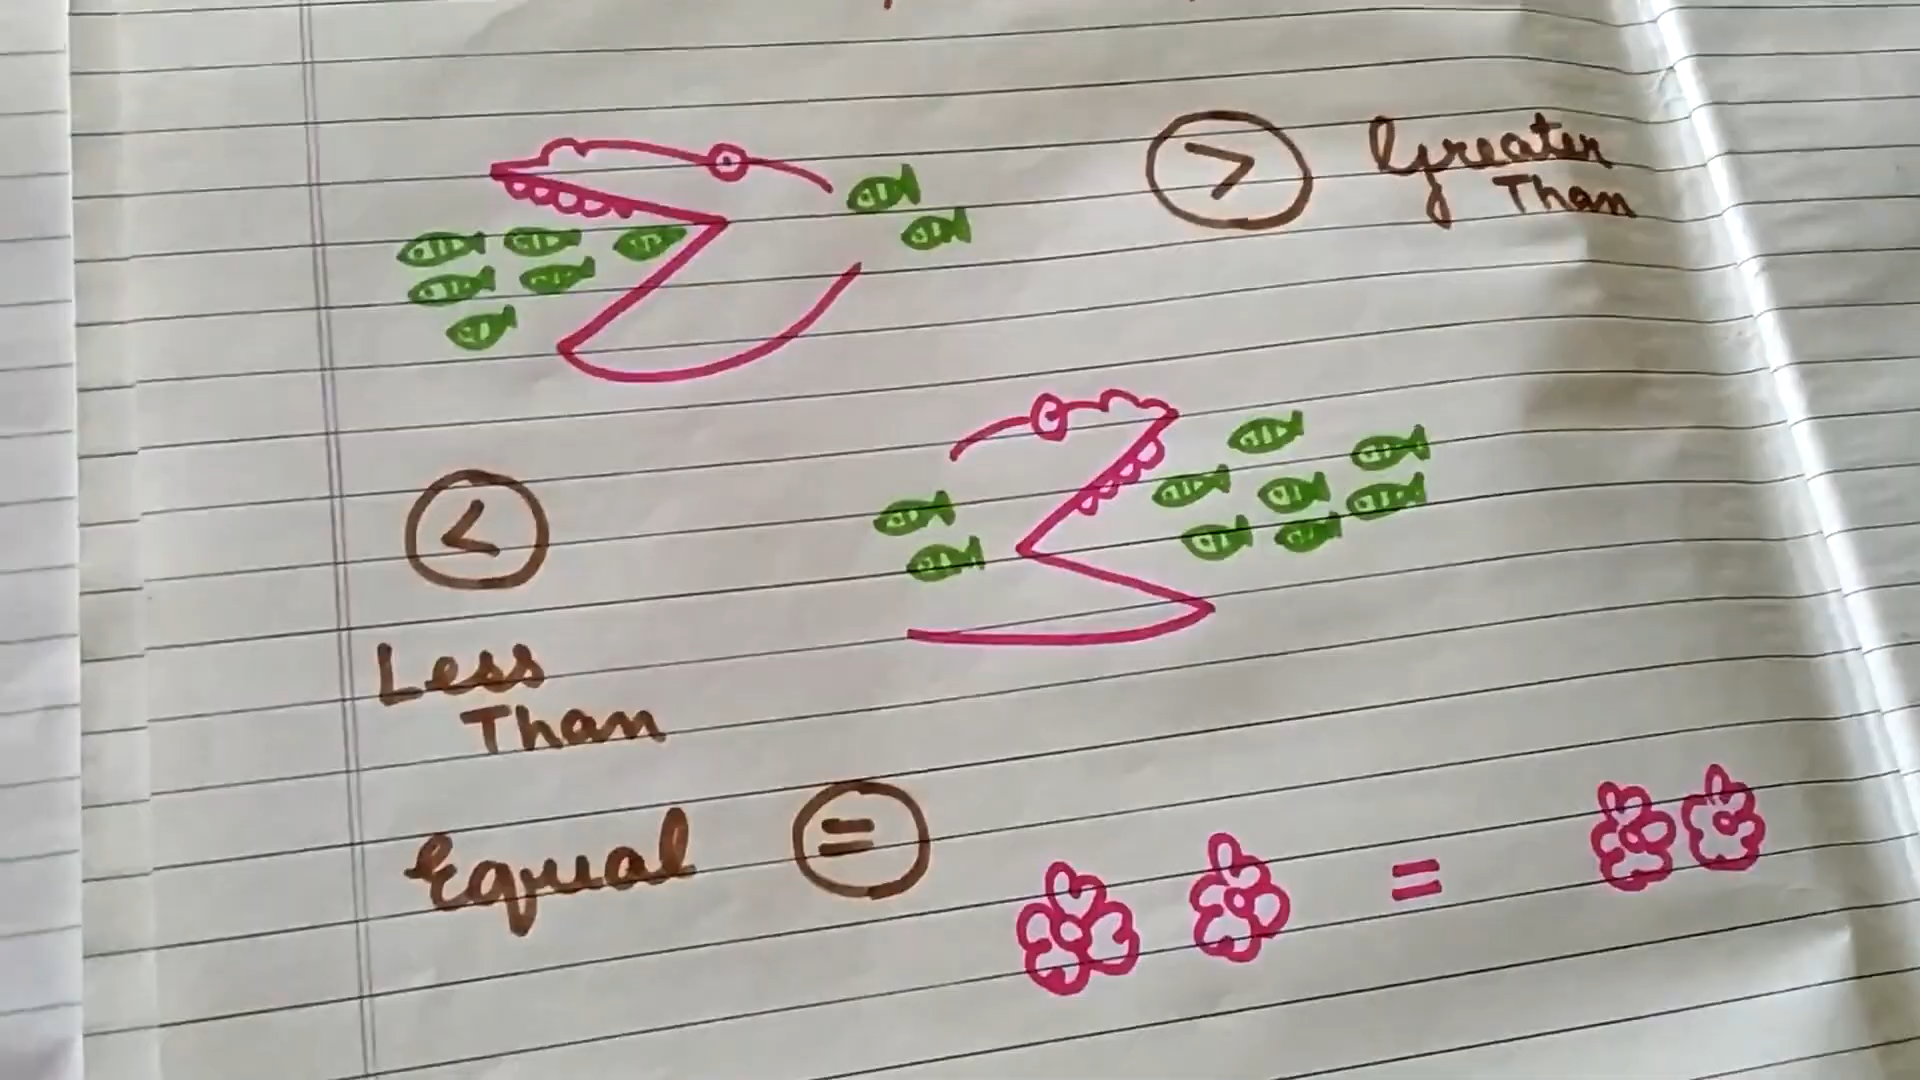 > Greater
Than
<
Less
Than
Equal =
=